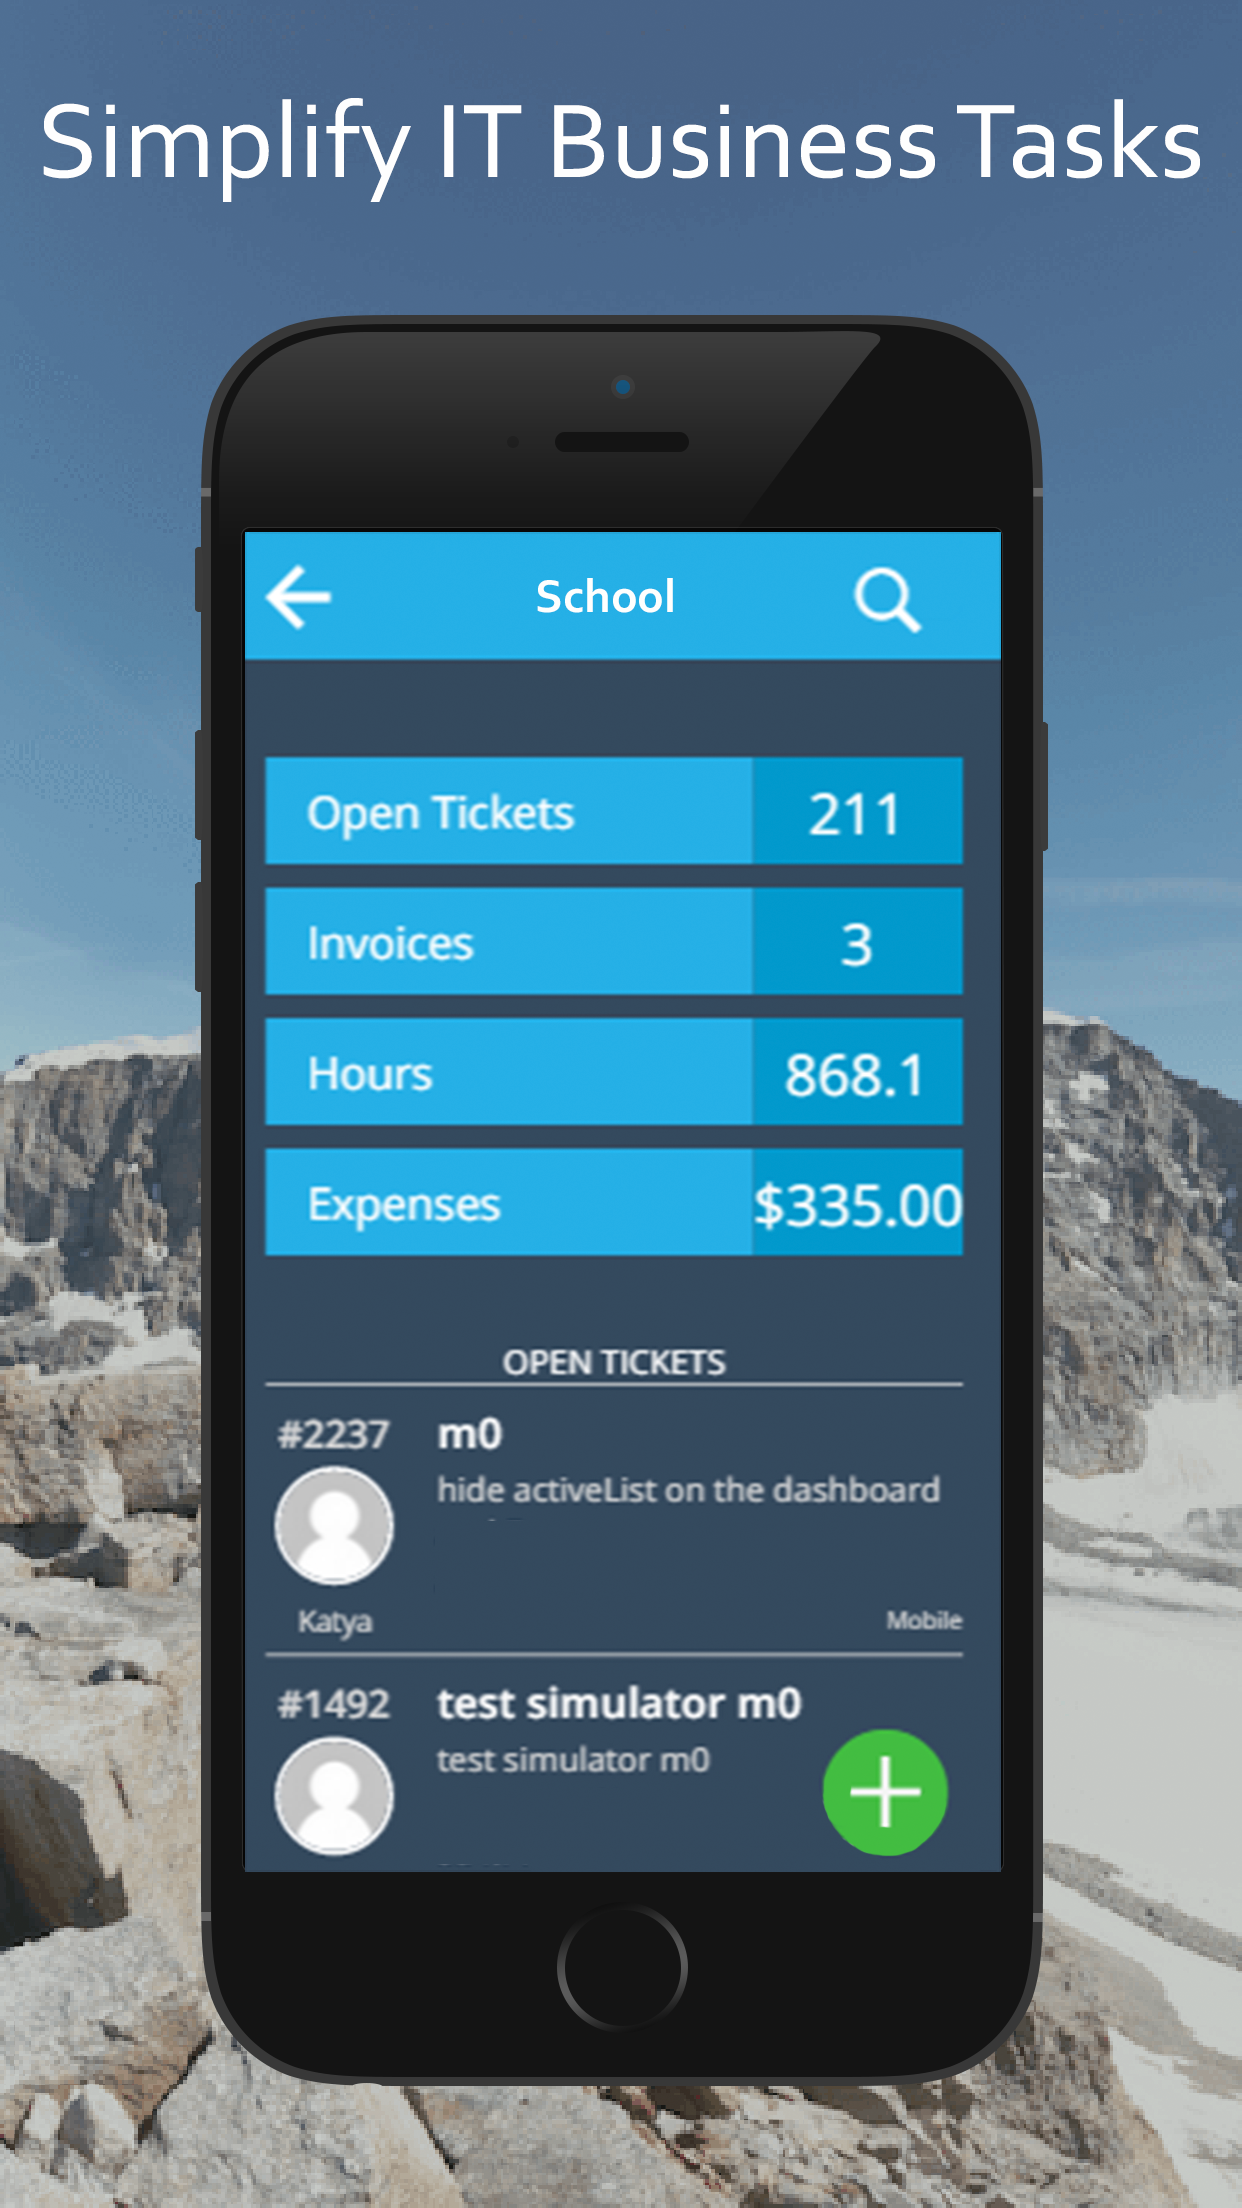 Simplify IT Business Tasks
School
Open Tickets 211
Invoices 3
Hours 868.1
Expenses $335.00
OPEN TICKETS
#2237 m0
hide activeList on the dashboard
Katya Mobile
#1492 test simulator m0
test simulator m0